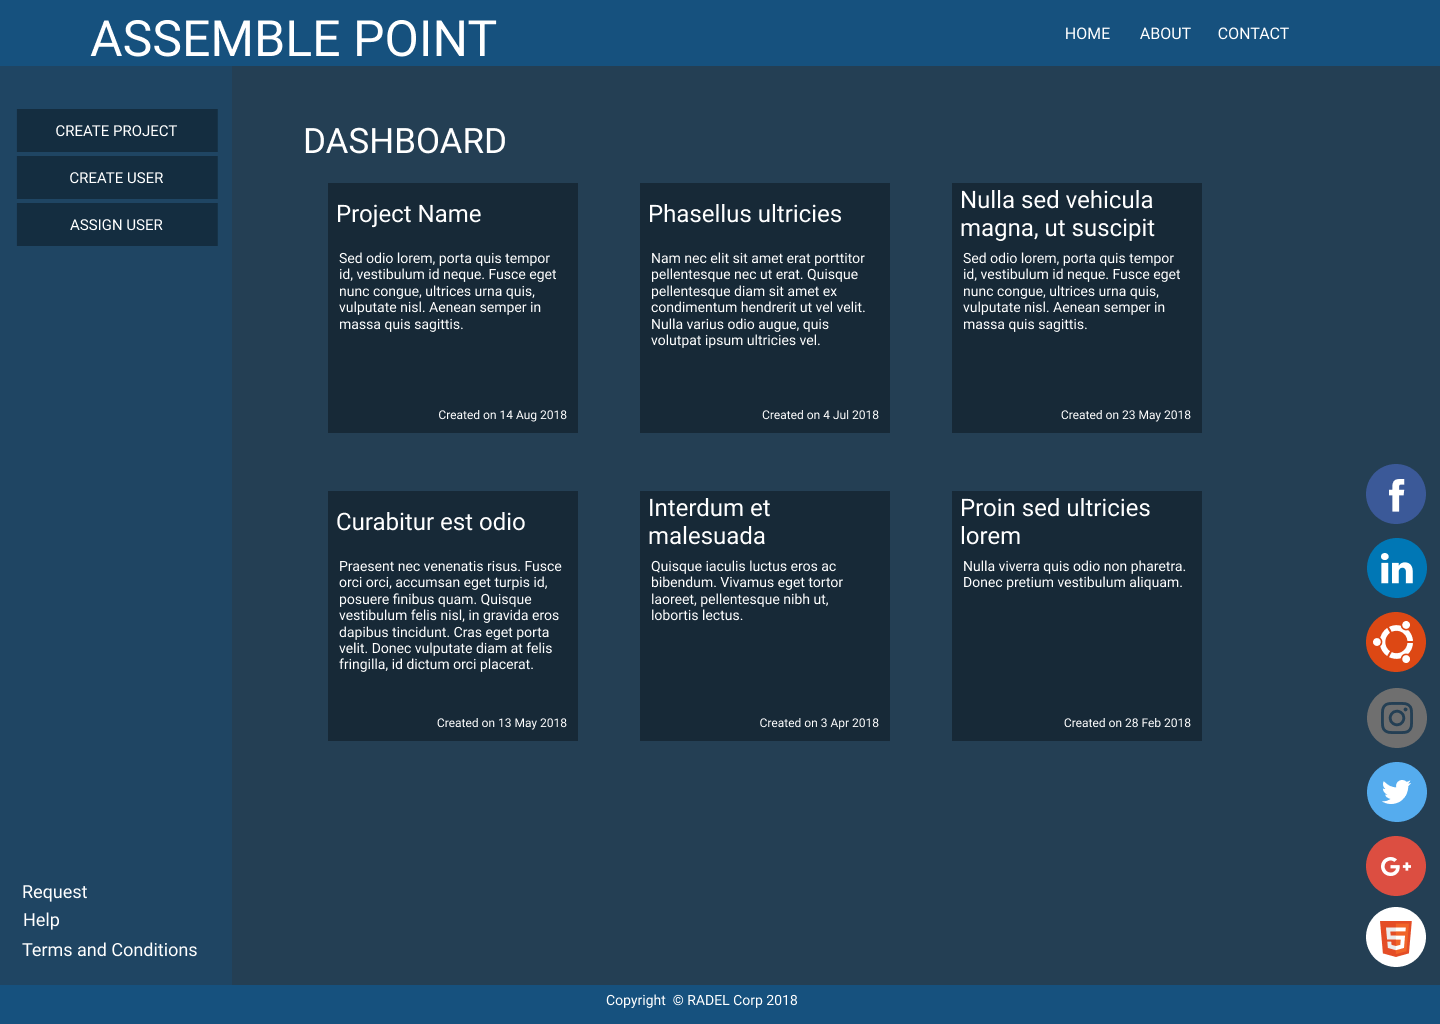 ASSEMBLE POINT
HOME ABOUT CONTACT
CREATE PROJECT
CREATE USER
ASSIGN USER
DASHBOARD
Project Name
Sed odio lorem, porta quis tempor
id, vestibulum id neque. Fusce eget
nunc congue, ultrices urna quis,
vulputate nisl. Aenean semper in
massa quis sagittis.
Created on 14 Aug 2018
Phasellus ultricies
Nam nec elit sit amet erat porttitor
pellentesque nec ut erat. Quisque
pellentesque diam sit amet ex
condimentum hendrerit ut vel velit.
Nulla varius odio augue, quis
volutpat ipsum ultricies vel.
Created on 4 Jul 2018
Nulla sed vehicula
magna, ut suscipit
Sed odio lorem, porta quis tempor
id, vestibulum id neque. Fusce eget
nunc congue, ultrices urna quis,
vulputate nisl. Aenean semper in
massa quis sagittis.
Created on 23 May 2018
Curabitur est odio
Praesent nec venenatis risus. Fusce
orci orci, accumsan eget turpis id,
posuere finibus quam. Quisque
vestibulum felis nisl, in gravida eros
dapibus tincidunt. Cras eget porta
velit. Donec vulputate diam at felis
fringilla, id dictum orci placerat.
Created on 13 May 2018
Interdum et
malesuada
Quisque iaculis luctus eros ac
bibendum. Vivamus eget tortor
laoreet, pellentesque nibh ut,
lobortis lectus.
Created on 3 Apr 2018
Proin sed ultricies
lorem
Nulla viverra quis odio non pharetra.
Donec pretium vestibulum aliquam.
Created on 28 Feb 2018
f
in
G+
5
Request
Help
Terms and Conditions
Copyright © RADEL Corp 2018